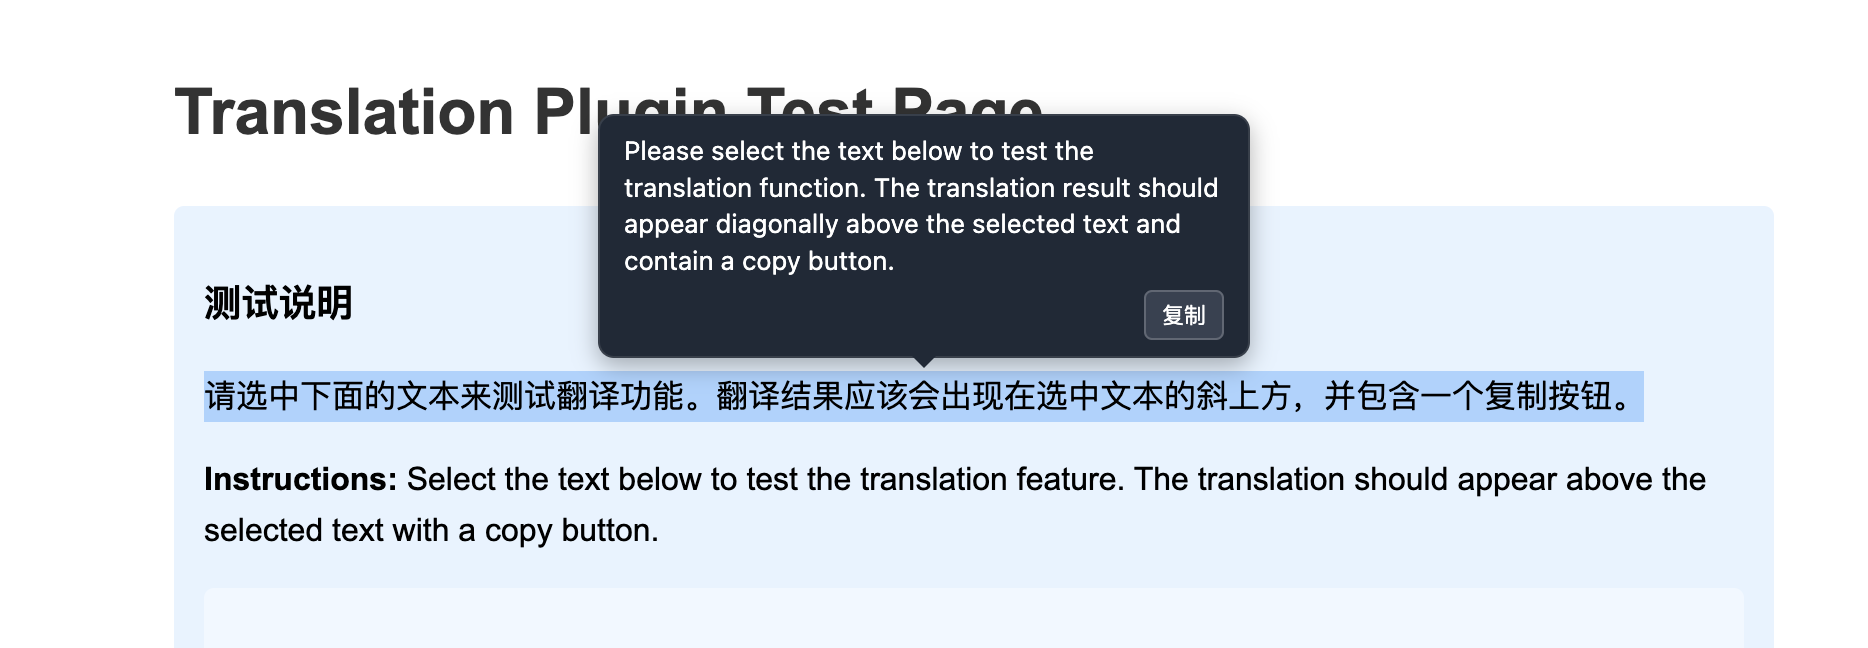 Translation Plugin Test Page
Please select the text below to test the
translation function. The translation result should
appear diagonally above the selected text and
contain a copy button.
复制
测试说明
请选中下面的文本来测试翻译功能。翻译结果应该会出现在选中文本的斜上方，并包含一个复制按钮。
Instructions: Select the text below to test the translation feature. The translation should appear above the
selected text with a copy button.